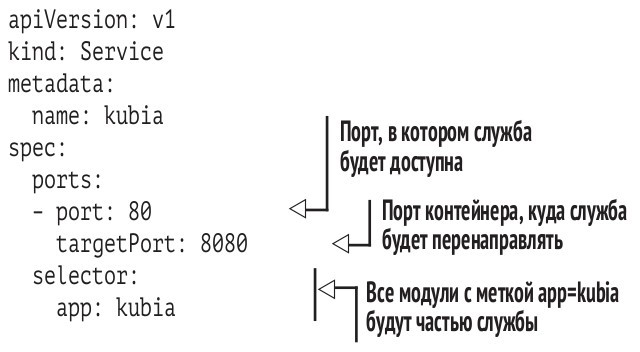 apiVersion: v1
kind: Service
metadata:
  name: kubia
spec:
  ports:
  - port: 80
    targetPort: 8080
  selector:
    app: kubia
Порт, в котором служба
будет доступна
Порт контейнера, куда служба
будет перенаправлять
Все модули с меткой app=kubia
будут частью службы